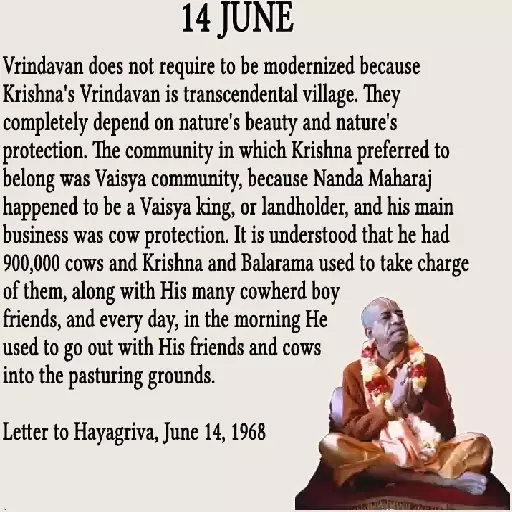 14 JUNE
Vrindavan does not require to be modernized because
Krishna's Vrindavan is transcendental village. They
completely depend on nature's beauty and nature's
protection. The community in which Krishna preferred to
belong was Vaisya community, because Nanda Maharaj
happened to be a Vaisya king, or landholder, and his main
business was cow protection. It is understood that he had
900,000 cows and Krishna and Balarama used to take charge
of them, along with His many cowherd boy
friends, and every day, in the morning He
used to go out with His friends and cows
into the pasturing grounds.
Letter to Hayagriva, June 14, 1968